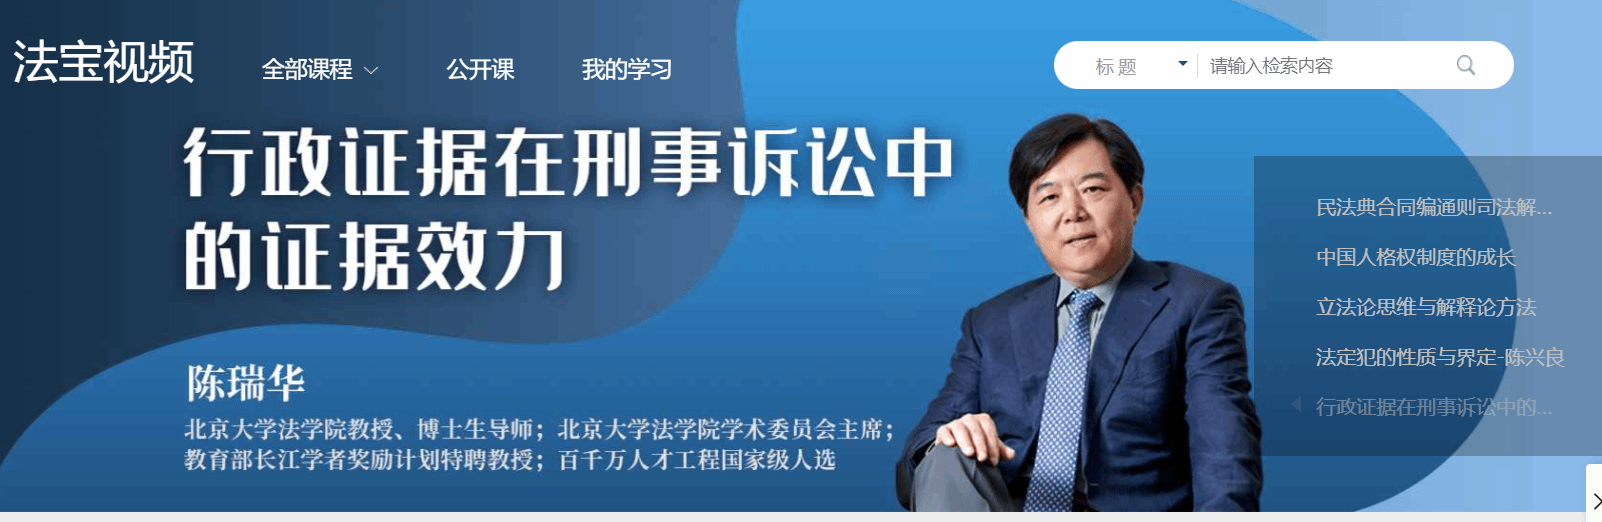 法宝视频
全部课程
公开课
我的学习
标题
请输入检索内容
行政证据在刑事诉讼中
的证据效力
民法典合同编通则司法解...
中国人格权制度的成长
立法论思维与解释论方法
法定犯的性质与界定-陈兴良
行政证据在刑事诉讼中的...
陈瑞华
北京大学法学院教授、博士生导师；北京大学法学院学术委员会主席；
教育部长江学者奖励计划特聘教授；百千万人才工程国家级人选